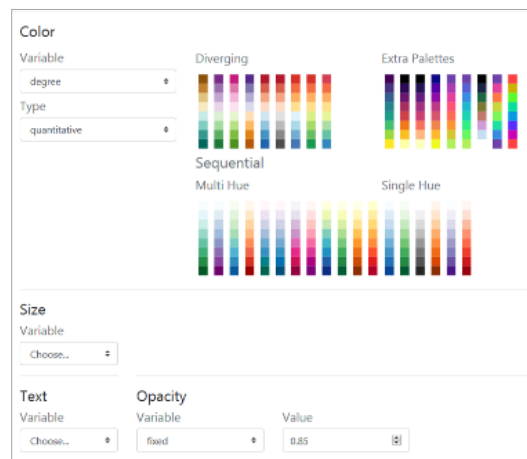 Color
Variable
degree
Type
quantitative
Diverging
Extra Palettes
Sequential
Multi Hue
Single Hue
Size
Variable
Choose...
Text
Variable
Choose...
Opacity
Variable
fixed
Value
0.85